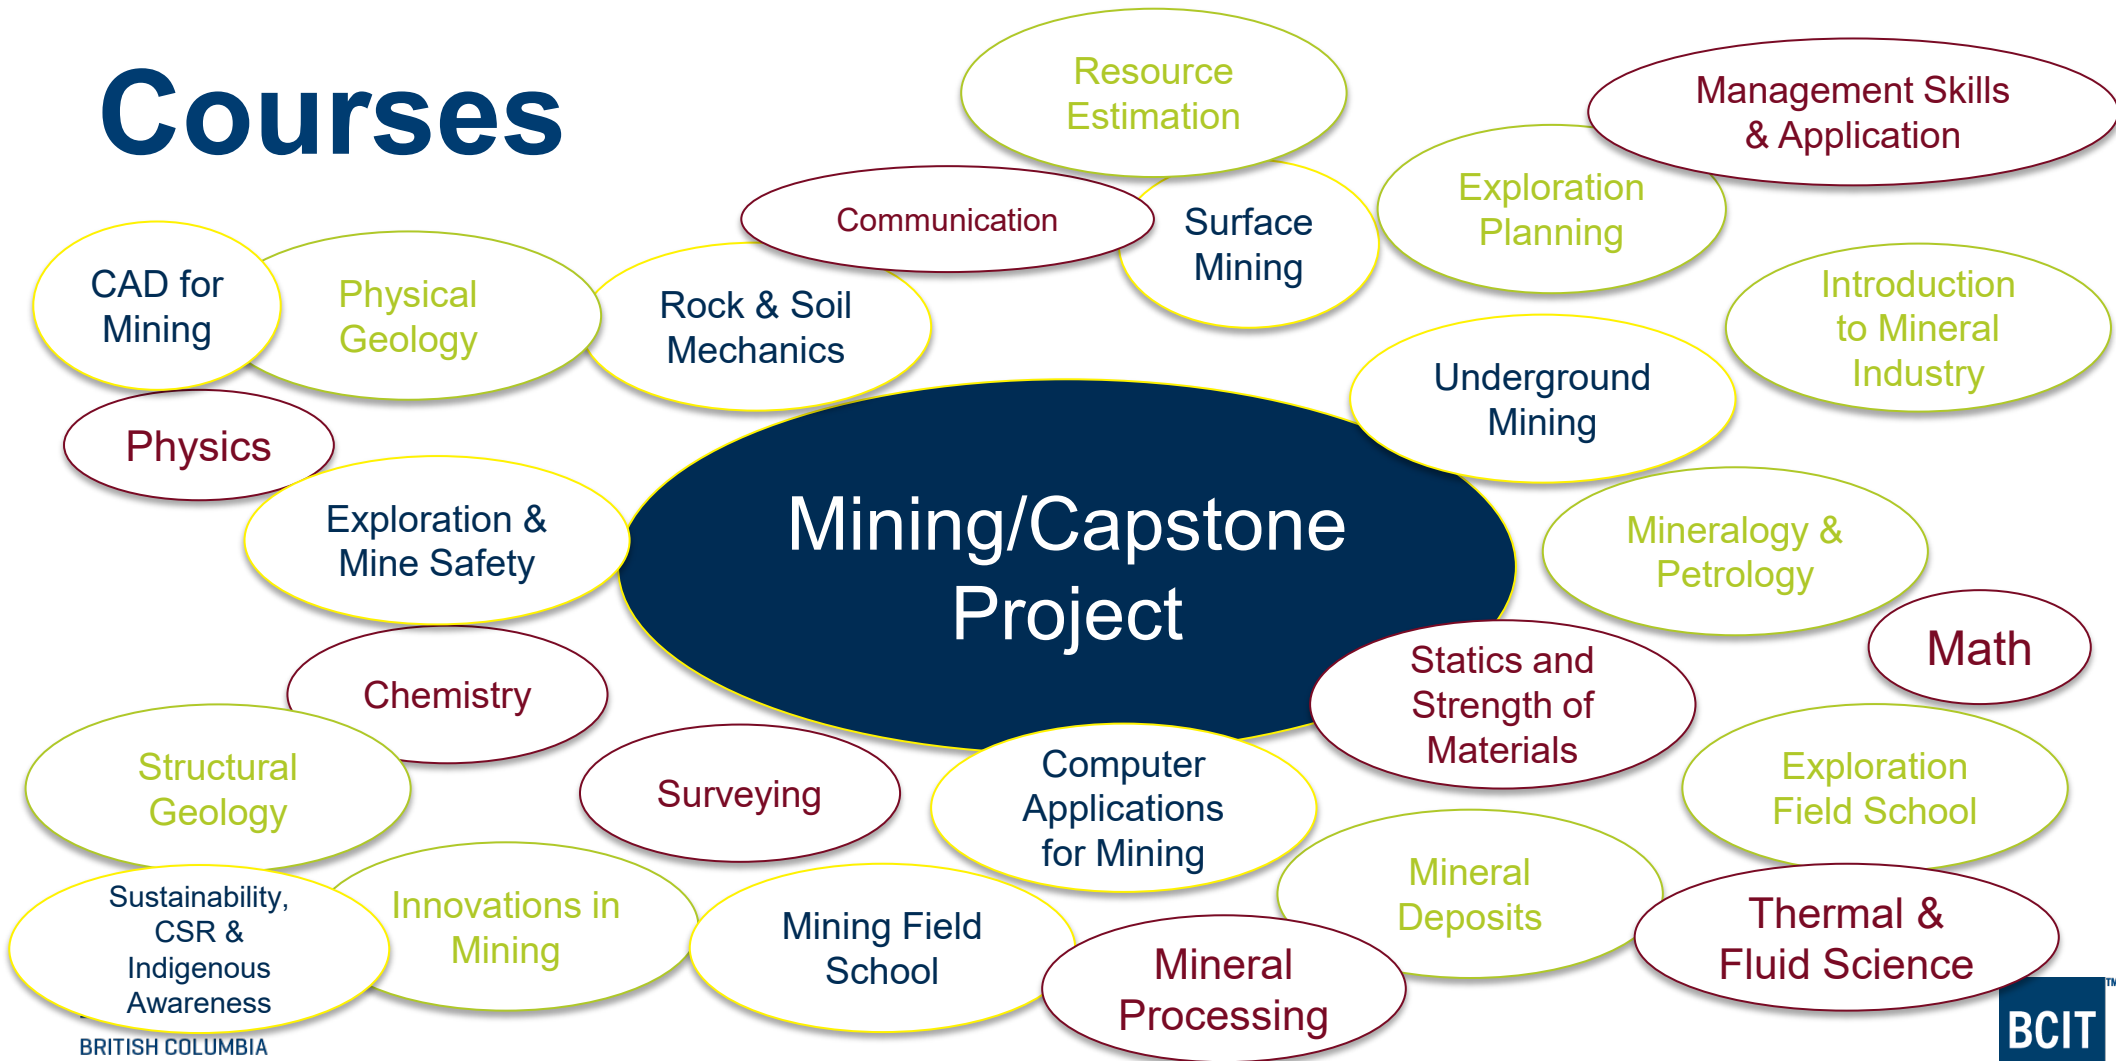 Courses
Resource
Estimation
Management Skills
& Application
Communication
Surface
Mining
Exploration
Planning
CAD for
Mining
Physical
Geology
Rock & Soil
Mechanics
Introduction
to Mineral
Industry
Underground
Mining
Physics
Exploration &
Mine Safety
Mining/Capstone
Project
Mineralogy &
Petrology
Math
Chemistry
Statics and
Strength of
Materials
Structural
Geology
Surveying
Computer
Applications
for Mining
Exploration
Field School
Sustainability,
CSR &
Indigenous
Awareness
Innovations in
Mining
Mining Field
School
Mineral
Processing
Mineral
Deposits
Thermal &
Fluid Science
BRITISH COLUMBIA
BCIT
TM